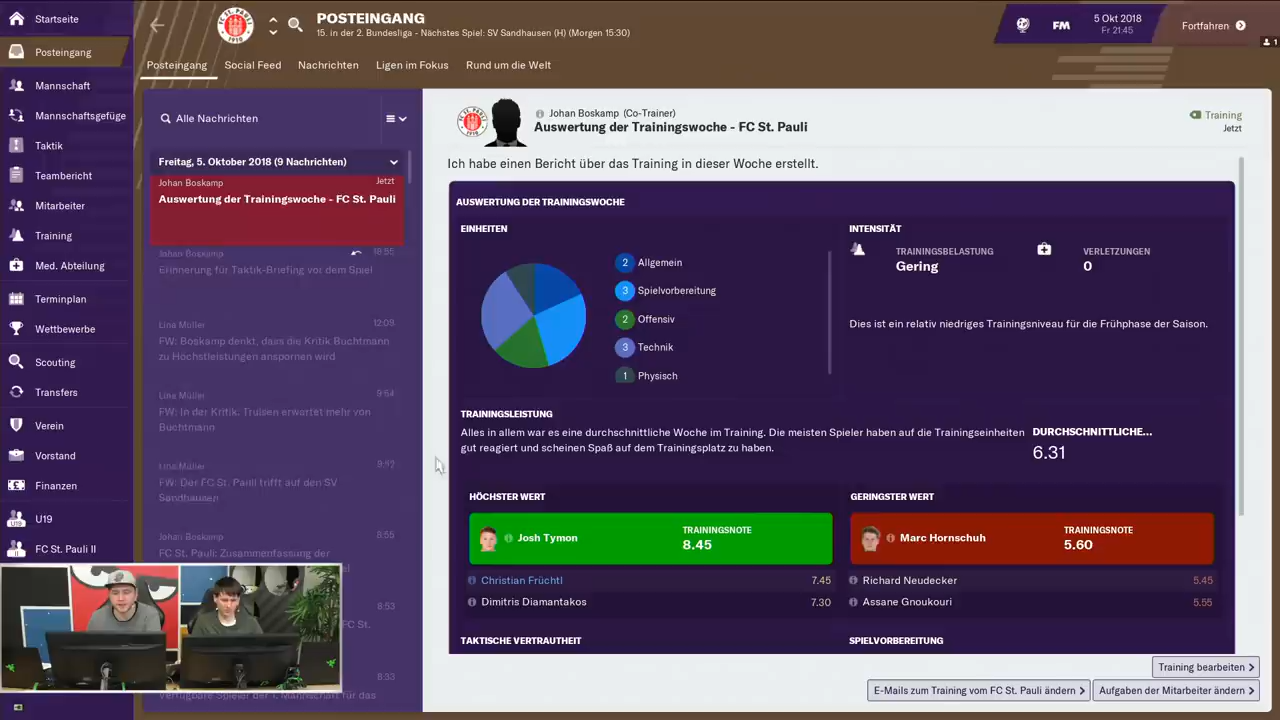 Startseite
Posteingang
Mannschaft
Mannschaftsgefüge
Taktik
Teambericht
Mitarbeiter
Training
Med. Abteilung
Terminplan
Wettbewerbe
Scouting
Transfers
Verein
Vorstand
Finanzen
U19
FC St. Pauli II
POSTEINGANG
15. in der 2. Bundesliga - Nächstes Spiel: SV Sandhausen (H) (Morgen 15:30)
FM
5 Okt 2018
Fr 21:45
Fortfahren
1
Posteingang
Social Feed
Nachrichten
Ligen im Fokus
Rund um die Welt
Alle Nachrichten
Freitag, 5. Oktober 2018 (9 Nachrichten)
Johan Boskamp
Jetzt
Auswertung der Trainingswoche - FC St. Pauli
Johan Boskamp
18:55
Erinnerung für Taktik-Briefing vor dem Spiel
Lina Müller
12:09
FW: Boskamp denkt, dass die Kritik Buchtmann
zu Höchstleistungen anspornen wird
Lina Müller
9:54
FW: In der Kritik: Trulsen erwartet mehr von
Buchtmann
Lina Müller
FW: Der FC St. Pauli trifft auf den SV
Sandhausen
Johan Boskamp
8:55
FC St. Pauli: Zusammenfassung der
8:53
FC St.
8:33
Verfügbare Spieler der 1. Mannschaft für das
Johan Boskamp (Co-Trainer)
Auswertung der Trainingswoche - FC St. Pauli
Training
Jetzt
Ich habe einen Bericht über das Training in dieser Woche erstellt.
AUSWERTUNG DER TRAININGSWOCHE
EINHEITEN
2 Allgemein
3 Spielvorbereitung
2 Offensiv
3 Technik
1 Physisch
INTENSITÄT
TRAININGSBELASTUNG
Gering
VERLETZUNGEN
0
Dies ist ein relativ niedriges Trainingsniveau für die Frühphase der Saison.
TRAININGSLEISTUNG
Alles in allem war es eine durchschnittliche Woche im Training. Die meisten Spieler haben auf die Trainingseinheiten
gut reagiert und scheinen Spaß auf dem Trainingsplatz zu haben.
DURCHSCHNITTLICHE...
6.31
HÖCHSTER WERT
Josh Tymon
TRAININGSNOTE
8.45
Christian Früchtl 7.45
Dimitris Diamantakos 7.30
GERINGSTER WERT
Marc Hornschuh
TRAININGSNOTE
5.60
Richard Neudecker 5.45
Assane Gnoukouri 5.55
TAKTISCHE VERTRAUTHEIT
SPIELVORBEREITUNG
Training bearbeiten
E-Mails zum Training vom FC St. Pauli ändern
Aufgaben der Mitarbeiter ändern